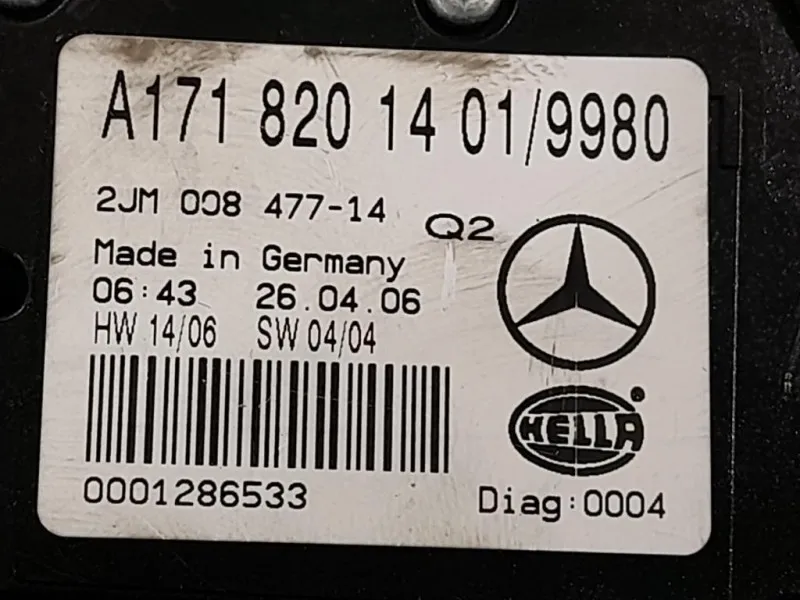 A171 820 14 01/9980
2JM 008 477-14 Q2
Made in Germany
06:43 26.04.06
HW 14/06 SW 04/04
HELLA®
0001286533
Diag:0004